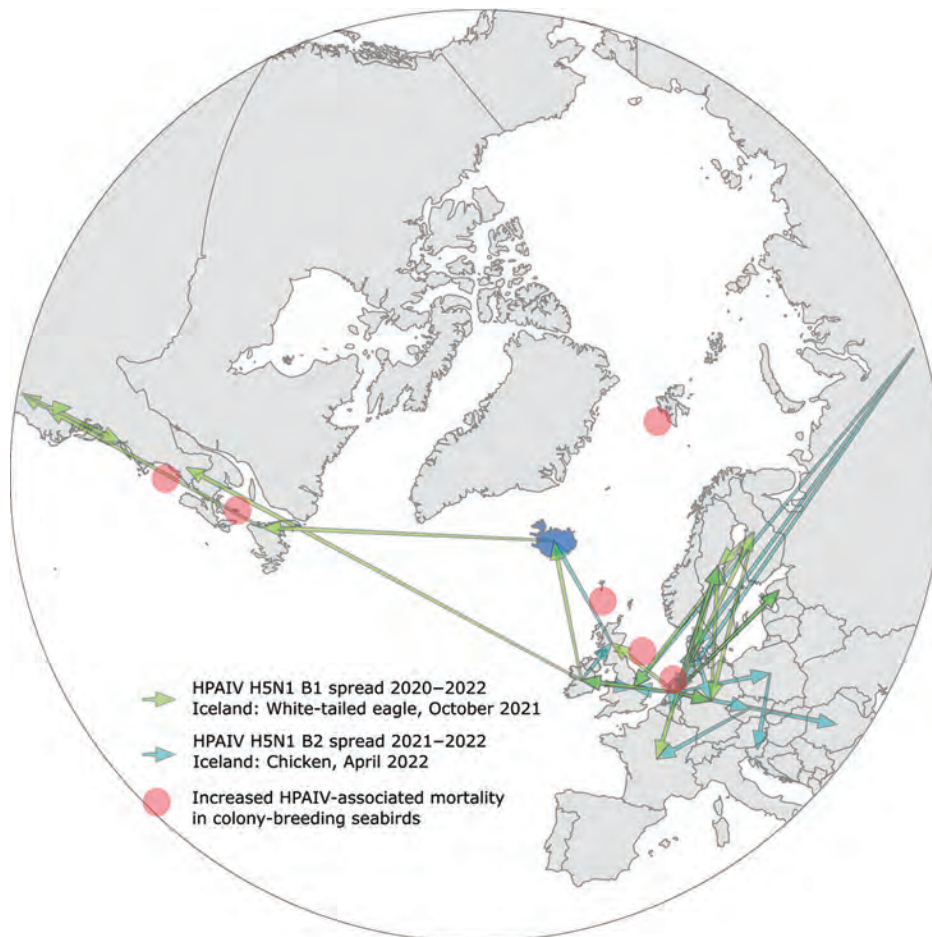 HPAIV H5N1 B1 spread 2020–2022
Iceland: White-tailed eagle, October 2021
HPAIV H5N1 B2 spread 2021–2022
Iceland: Chicken, April 2022
Increased HPAIV-associated mortality
in colony-breeding seabirds